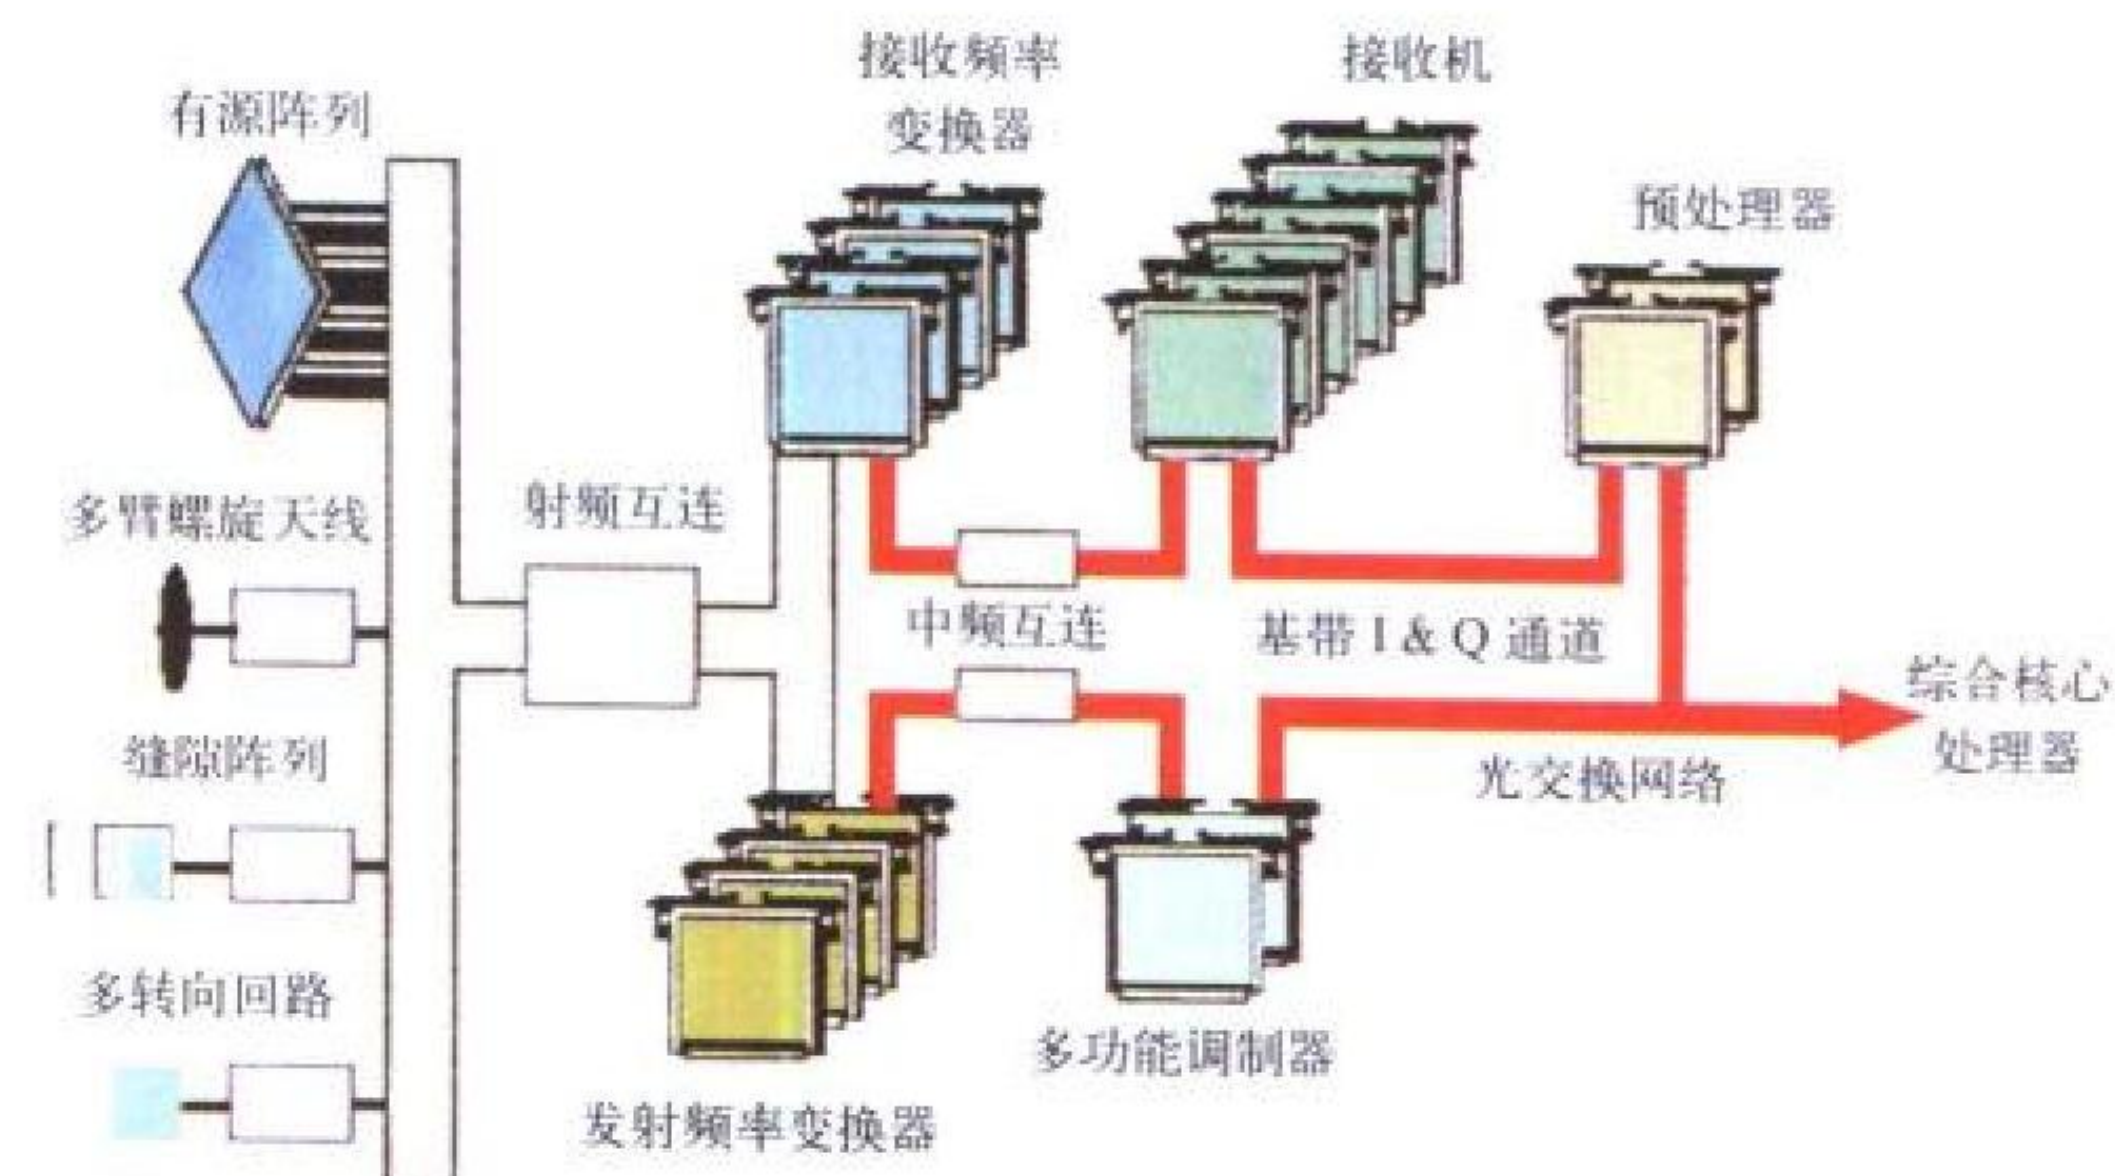 接收频率
变换器
接收机
有源阵列
预处理器
多臂螺旋天线
射频互连
中频互连
基带 I & Q 通道
综合核心
处理器
缝隙阵列
光交换网络
多转向回路
多功能调制器
发射频率变换器